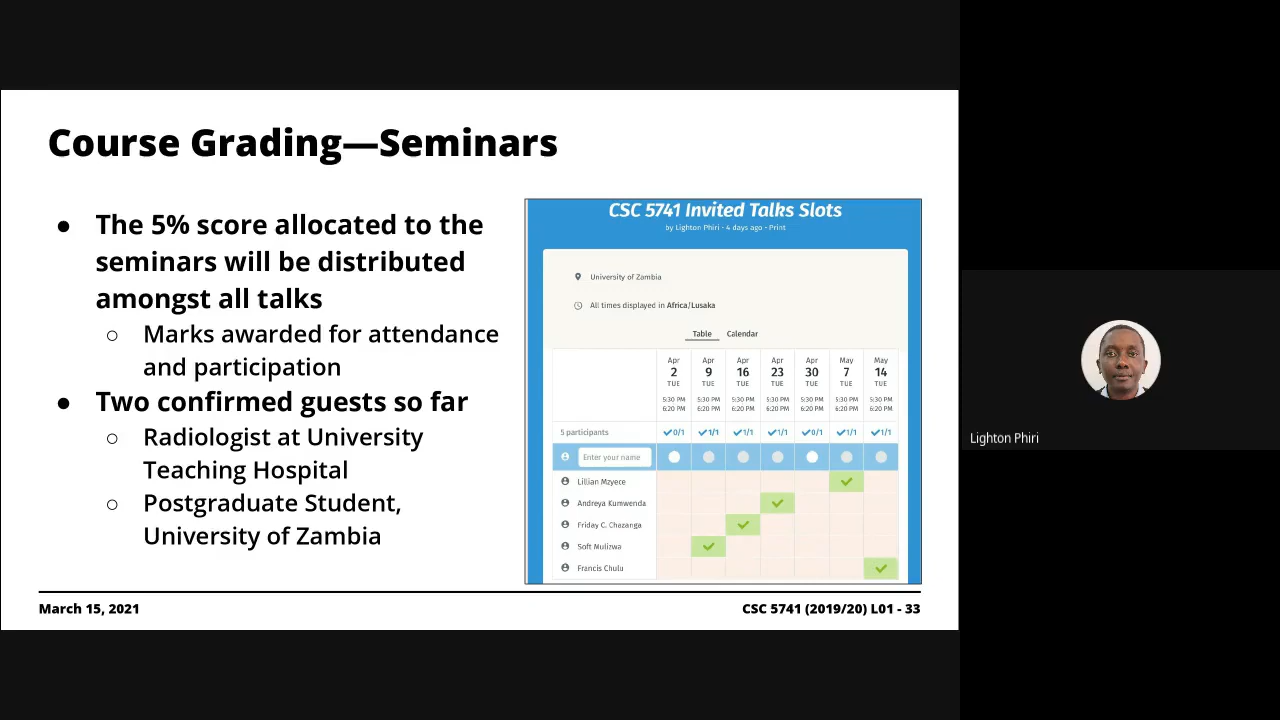 Course Grading—Seminars
● The 5% score allocated to the
seminars will be distributed
amongst all talks
○ Marks awarded for attendance
and participation
● Two confirmed guests so far
○ Radiologist at University
Teaching Hospital
○ Postgraduate Student,
University of Zambia
CSC 5741 Invited Talks Slots
by Lighton Phiri · 4 days ago · Print
University of Zambia
All times displayed in Africa/Lusaka
Table Calendar
Apr Apr Apr Apr Apr May May
2 9 16 23 30 7 14
TUE TUE TUE TUE TUE TUE TUE
5:30 PM 5:30 PM 5:30 PM 5:30 PM 5:30 PM 5:30 PM 5:30 PM
6:20 PM 6:20 PM 6:20 PM 6:20 PM 6:20 PM 6:20 PM 6:20 PM
5 participants ✔0/1 ✔1/1 ✔1/1 ✔1/1 ✔0/1 ✔1/1 ✔1/1
Enter your name
Lillian Mzyece
Andreya Kumwenda
Friday C. Chazanga
Soft Mulizwa
Francis Chulu
March 15, 2021
CSC 5741 (2019/20) L01 - 33
Lighton Phiri